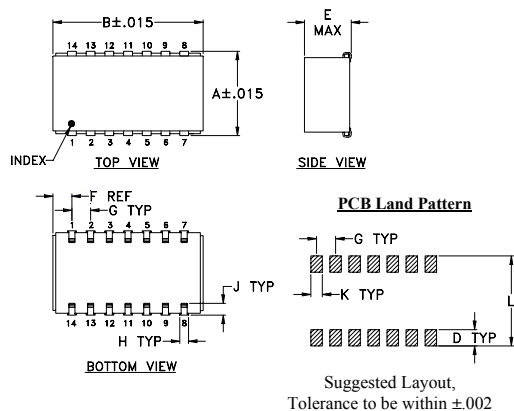 B±.015
14 13 12 11 10 9 8
A±.015
INDEX
1 2 3 4 5 6 7
TOP VIEW
E
MAX
SIDE VIEW
F REF
G TYP
1 2 3 4 5 6 7
J TYP
14 13 12 11 10 9 8
H TYP
BOTTOM VIEW
PCB Land Pattern
G TYP
K TYP
L
D TYP
Suggested Layout,
Tolerance to be within ±.002